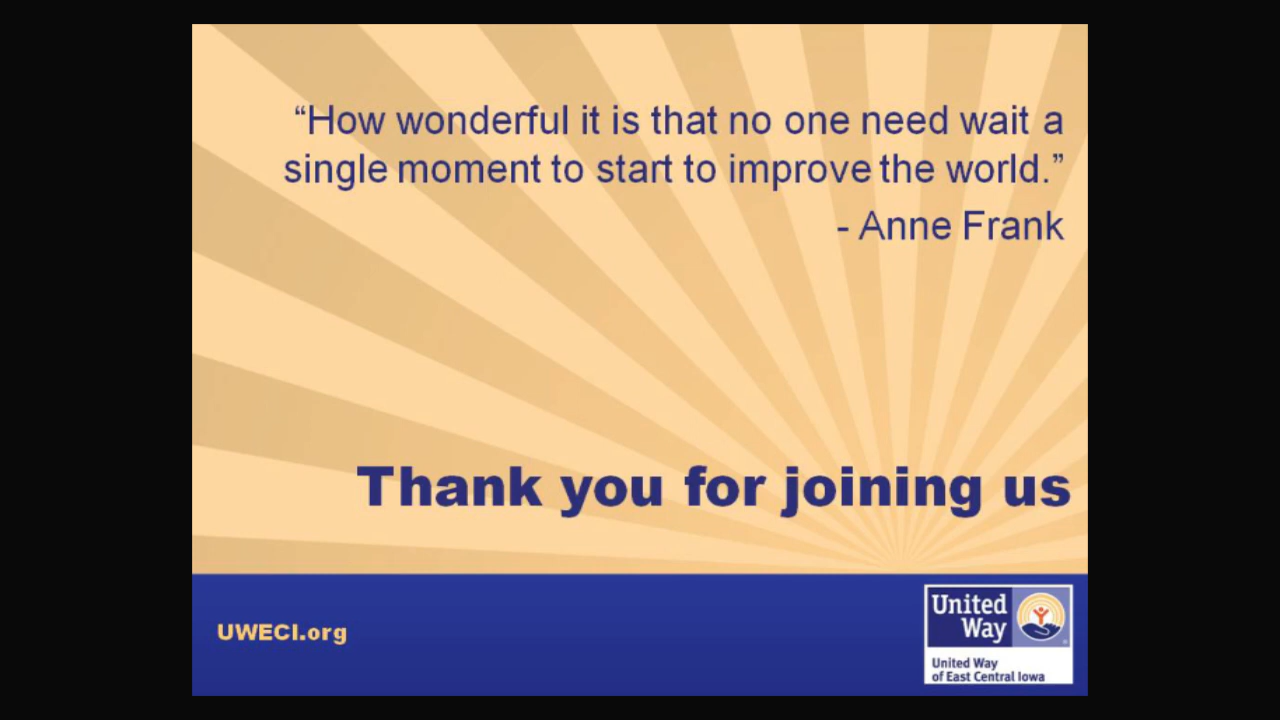 “How wonderful it is that no one need wait a
single moment to start to improve the world.”
- Anne Frank
Thank you for joining us
UWECI.org
United
Way
United Way
of East Central Iowa